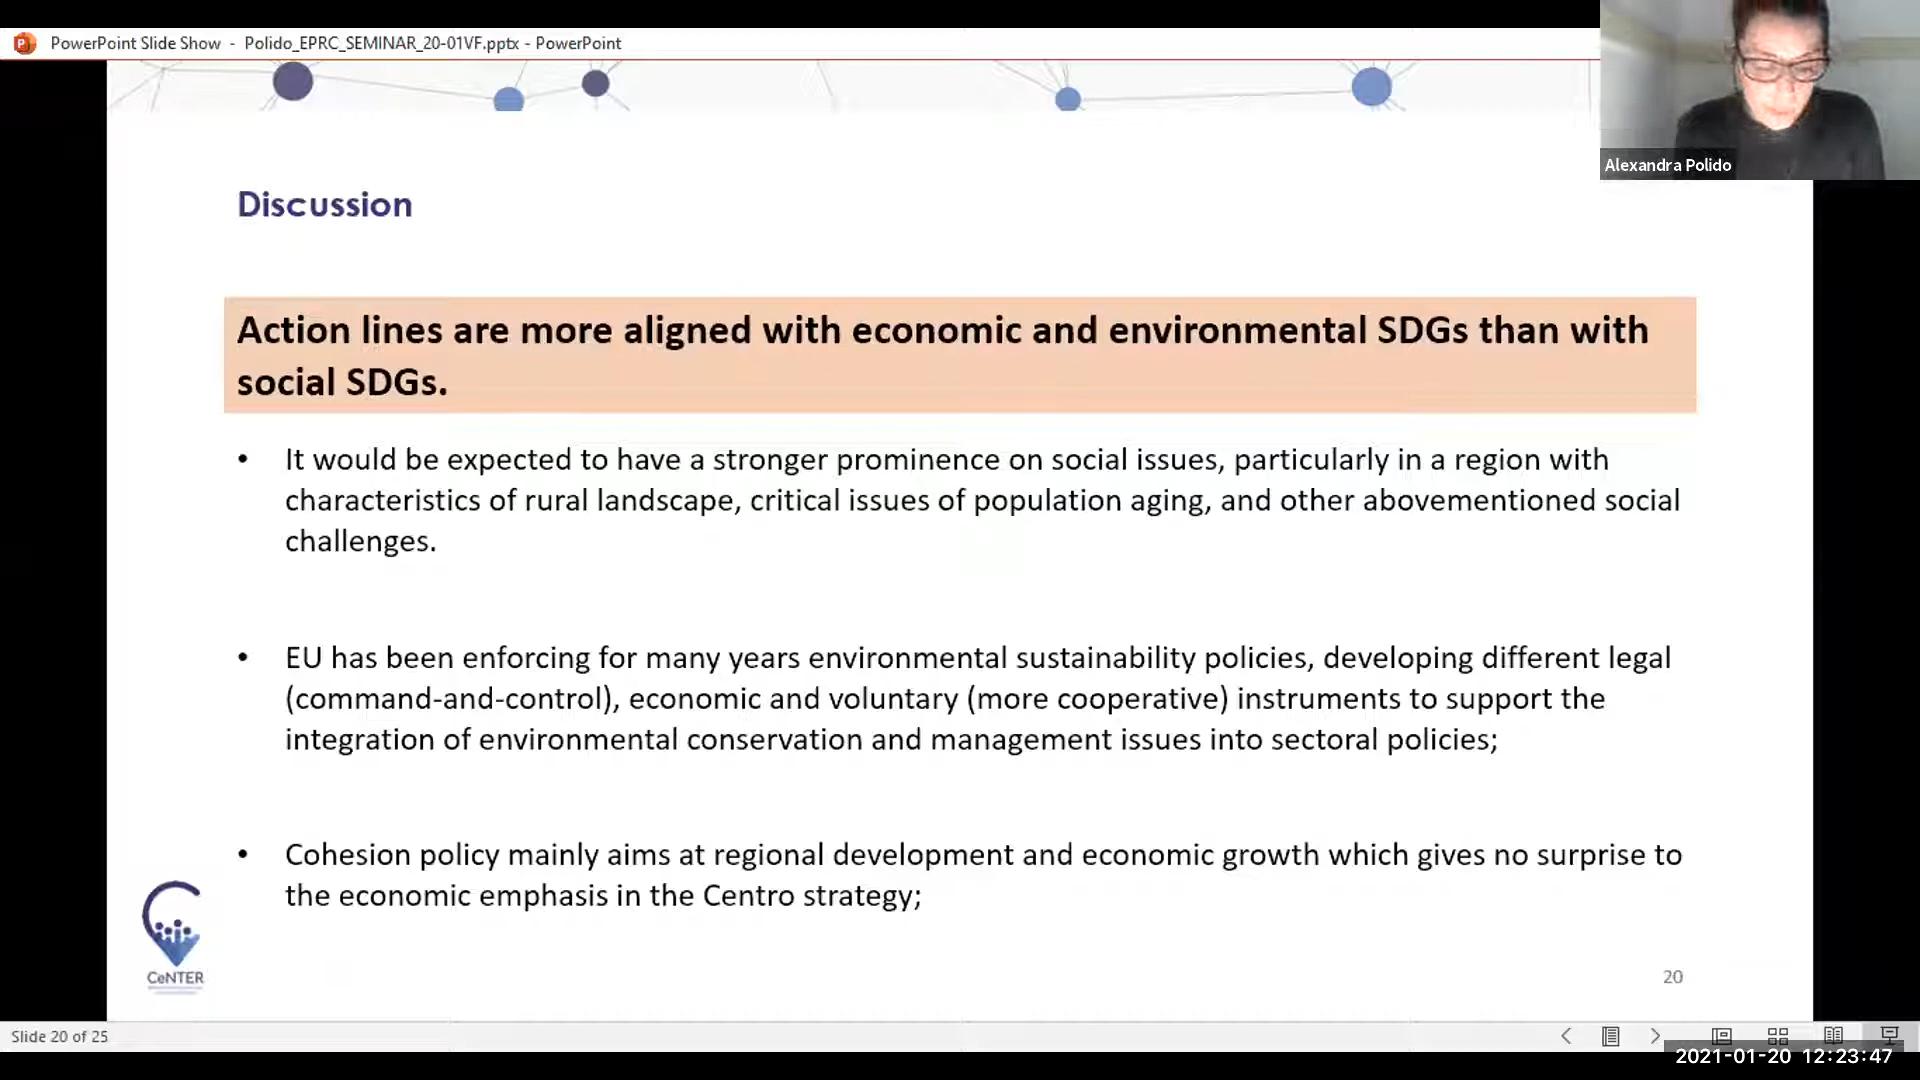 PowerPoint Slide Show - Polido_EPRC_SEMINAR_20-01VF.pptx - PowerPoint
Alexandra Polido
Discussion
Action lines are more aligned with economic and environmental SDGs than with
social SDGs.
• It would be expected to have a stronger prominence on social issues, particularly in a region with
characteristics of rural landscape, critical issues of population aging, and other abovementioned social
challenges.
• EU has been enforcing for many years environmental sustainability policies, developing different legal
(command-and-control), economic and voluntary (more cooperative) instruments to support the
integration of environmental conservation and management issues into sectoral policies;
• Cohesion policy mainly aims at regional development and economic growth which gives no surprise to
the economic emphasis in the Centro strategy;
CeNTER
20
Slide 20 of 25
2021-01-20 12:23:47